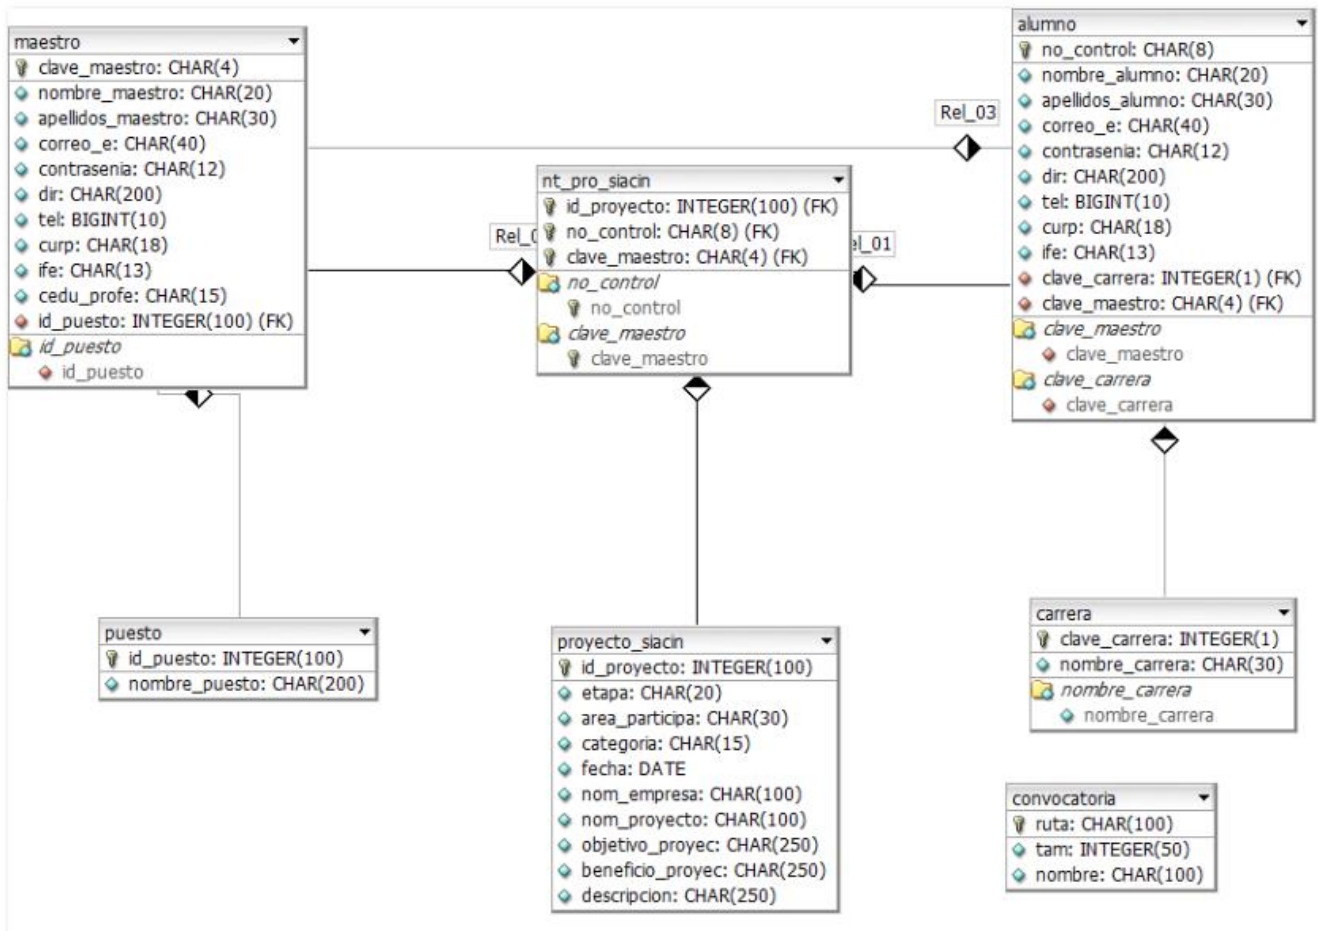 maestro
clave_maestro: CHAR(4)
nombre_maestro: CHAR(20)
apellidos_maestro: CHAR(30)
correo_e: CHAR(40)
contrasenia: CHAR(12)
dir: CHAR(200)
tel: BIGINT(10)
curp: CHAR(18)
ife: CHAR(13)
cedu_profe: CHAR(15)
id_puesto: INTEGER(100) (FK)
id_puesto
id_puesto
Rel_03
nt_pro_siacin
id_proyecto: INTEGER(100) (FK)
no_control: CHAR(8) (FK)
clave_maestro: CHAR(4) (FK)
no_control
no_control
clave_maestro
clave_maestro
Rel_0
el_01
alumno
no_control: CHAR(8)
nombre_alumno: CHAR(20)
apellidos_alumno: CHAR(30)
correo_e: CHAR(40)
contrasenia: CHAR(12)
dir: CHAR(200)
tel: BIGINT(10)
curp: CHAR(18)
ife: CHAR(13)
clave_carrera: INTEGER(1) (FK)
clave_maestro: CHAR(4) (FK)
clave_maestro
clave_maestro
clave_carrera
clave_carrera
puesto
id_puesto: INTEGER(100)
nombre_puesto: CHAR(200)
proyecto_siacin
id_proyecto: INTEGER(100)
etapa: CHAR(20)
area_participa: CHAR(30)
categoria: CHAR(15)
fecha: DATE
nom_empresa: CHAR(100)
nom_proyecto: CHAR(100)
objetivo_proyec: CHAR(250)
beneficio_proyec: CHAR(250)
descripcion: CHAR(250)
carrera
clave_carrera: INTEGER(1)
nombre_carrera: CHAR(30)
nombre_carrera
nombre_carrera
convocatoria
ruta: CHAR(100)
tam: INTEGER(50)
nombre: CHAR(100)